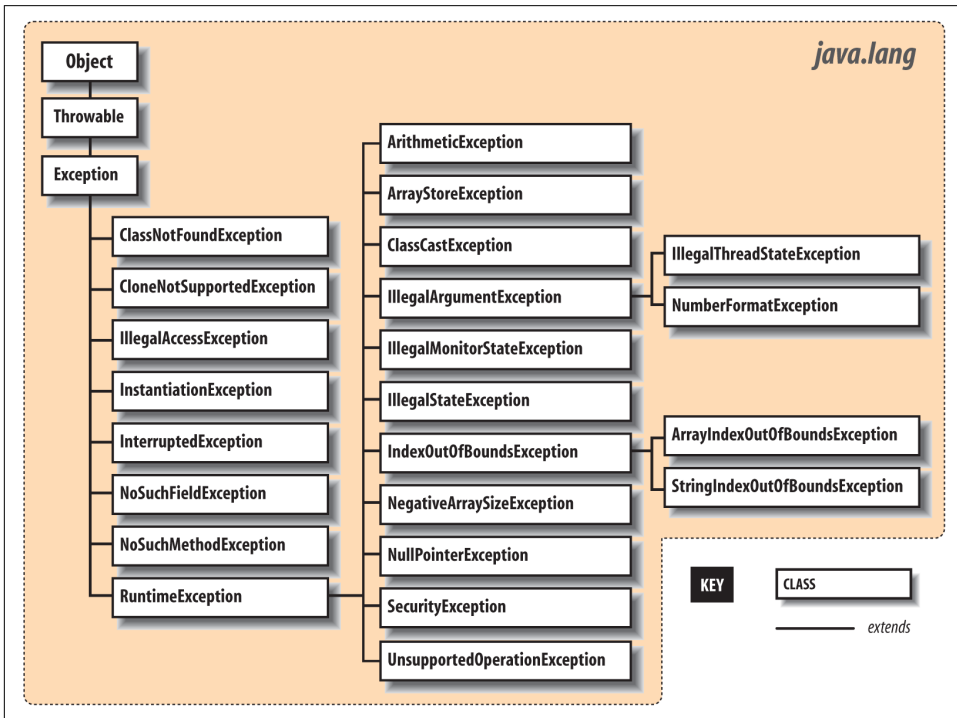 java.lang
Object
Throwable
Exception
ClassNotFoundException
CloneNotSupportedException
IllegalAccessException
InstantiationException
InterruptedException
NoSuchFieldException
NoSuchMethodException
RuntimeException
ArithmeticException
ArrayStoreException
ClassCastException
IllegalArgumentException
IllegalMonitorStateException
IllegalStateException
IndexOutOfBoundsException
NegativeArraySizeException
NullPointerException
SecurityException
UnsupportedOperationException
IllegalThreadStateException
NumberFormatException
ArrayIndexOutOfBoundsException
StringIndexOutOfBoundsException
KEY
CLASS
extends